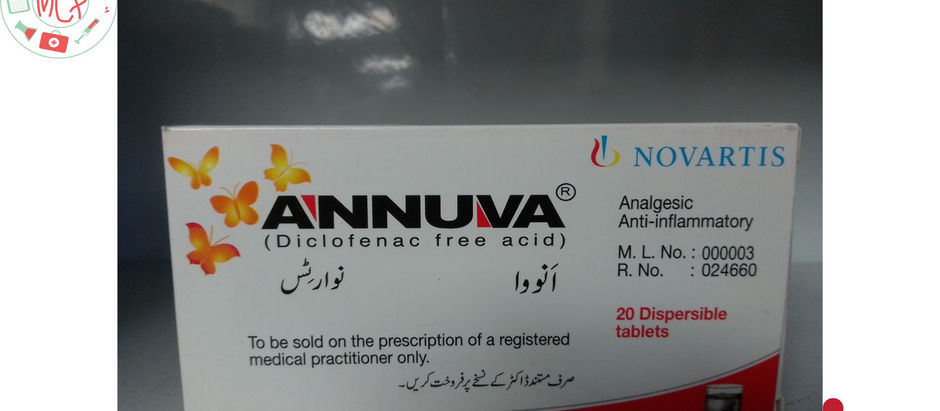 MCX
NOVARTIS
ANNUVA®
(Diclofenac free acid)
نوارٹس
اَنووا
Analgesic
Anti-inflammatory
M. L. No. : 000003
R. No. : 024660
20 Dispersible
tablets
To be sold on the prescription of a registered
medical practitioner only.
صرف مستند ڈاکٹر کے نسخے پر فروخت کریں۔